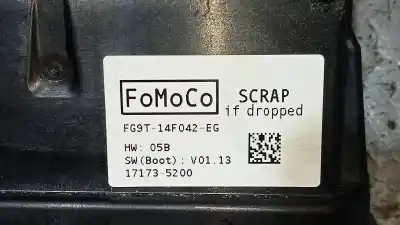 FoMoCo
SCRAP
if dropped
FG9T-14F042-EG
HW: 05B
SW(Boot): V01.13
17173-5200